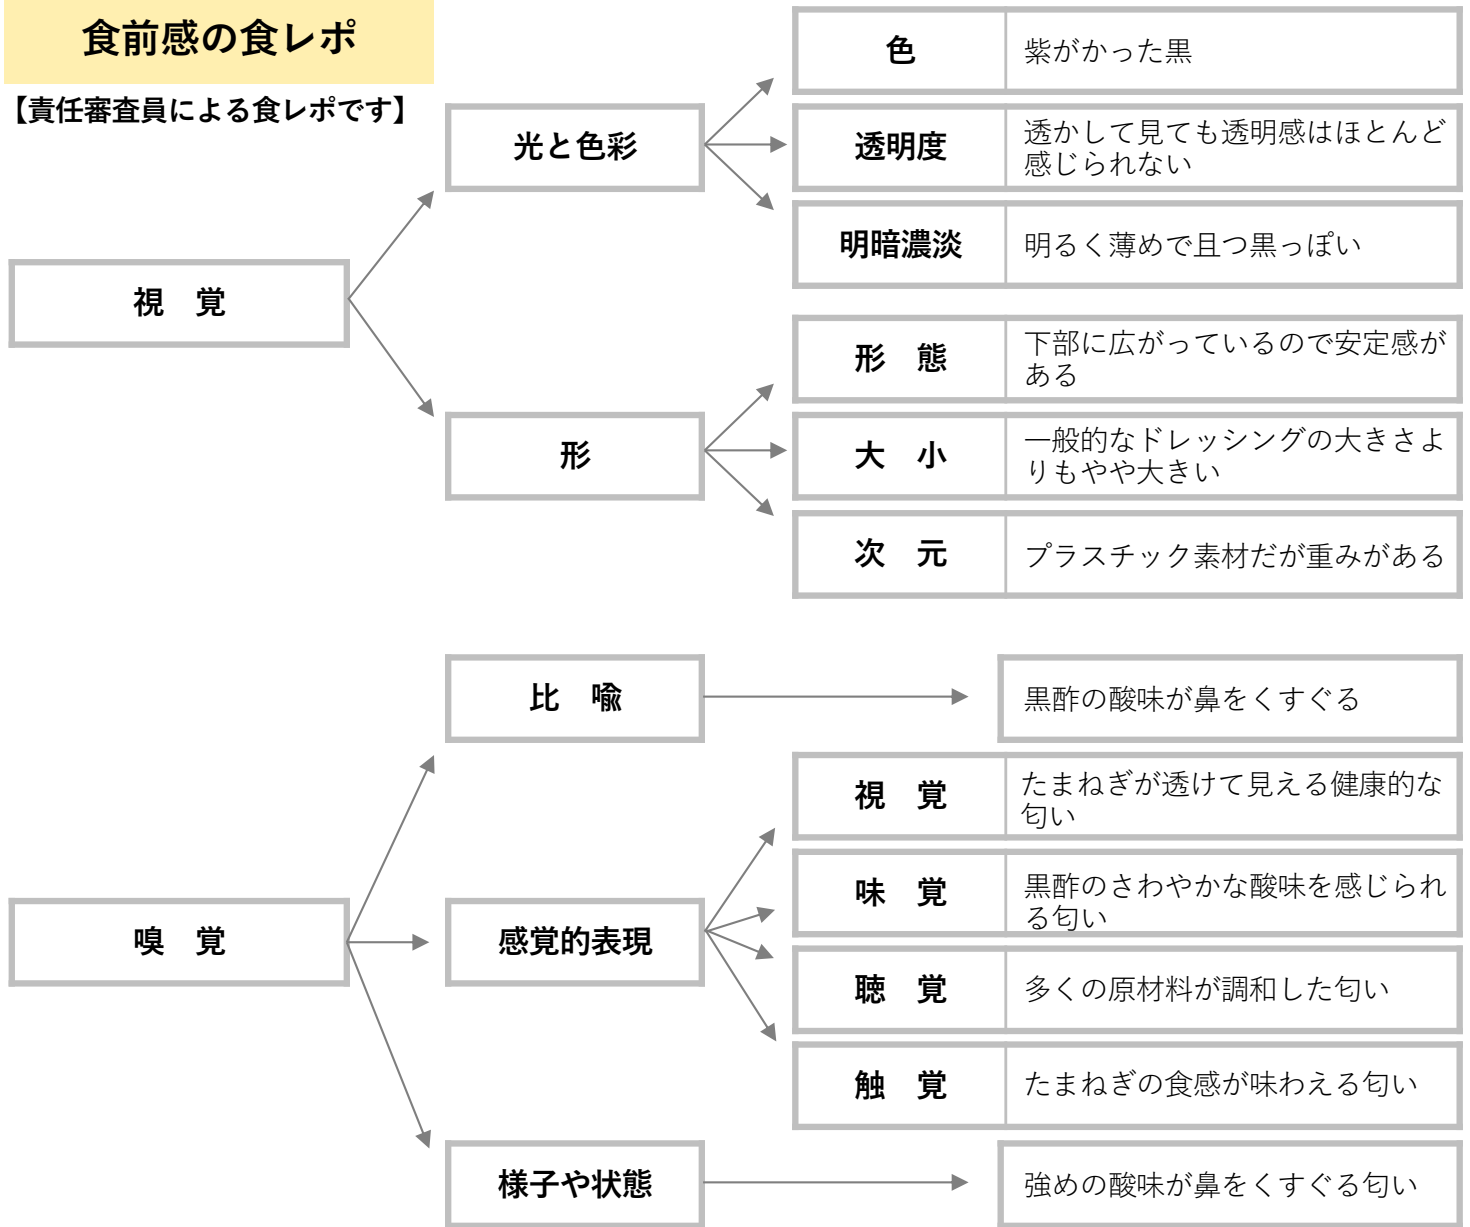 食前感の食レポ
【責任審査員による食レポです】
視　覚
光と色彩
色
紫がかった黒
透明度
透かして見ても透明感はほとんど
感じられない
明暗濃淡
明るく薄めで且つ黒っぽい
形
形　態
下部に広がっているので安定感が
ある
大　小
一般的なドレッシングの大きさよ
りもやや大きい
次　元
プラスチック素材だが重みがある
嗅　覚
比　喩
黒酢の酸味が鼻をくすぐる
感覚的表現
視　覚
たまねぎが透けて見える健康的な
匂い
味　覚
黒酢のさわやかな酸味を感じられ
る匂い
聴　覚
多くの原材料が調和した匂い
触　覚
たまねぎの食感が味わえる匂い
様子や状態
強めの酸味が鼻をくすぐる匂い